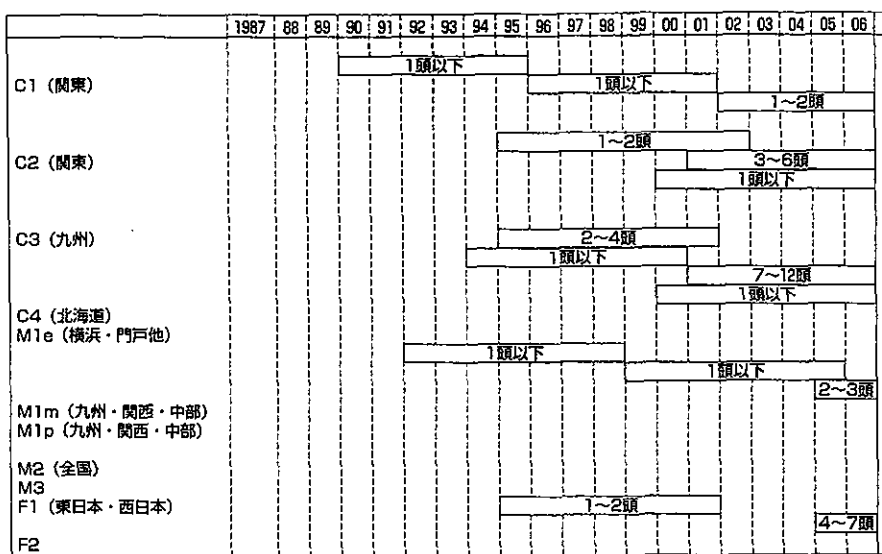 1987 88 89 90 91 92 93 94 95 96 97 98 99 00 01 02 03 04 05 06
1頭以下
C1(関東) 1頭以下
1~2頭
1~2頭
C2(関東) 3~6頭
1頭以下
C3(九州) 2~4頭
1頭以下
7~12頭
1頭以下
C4(北海道)
M1e(横浜・門戸他)
1頭以下
1頭以下
2~3頭
M1m(九州・関西・中部)
M1p(九州・関西・中部)
M2(全国)
M3
F1(東日本・西日本) 1~2頭
4~7頭
F2